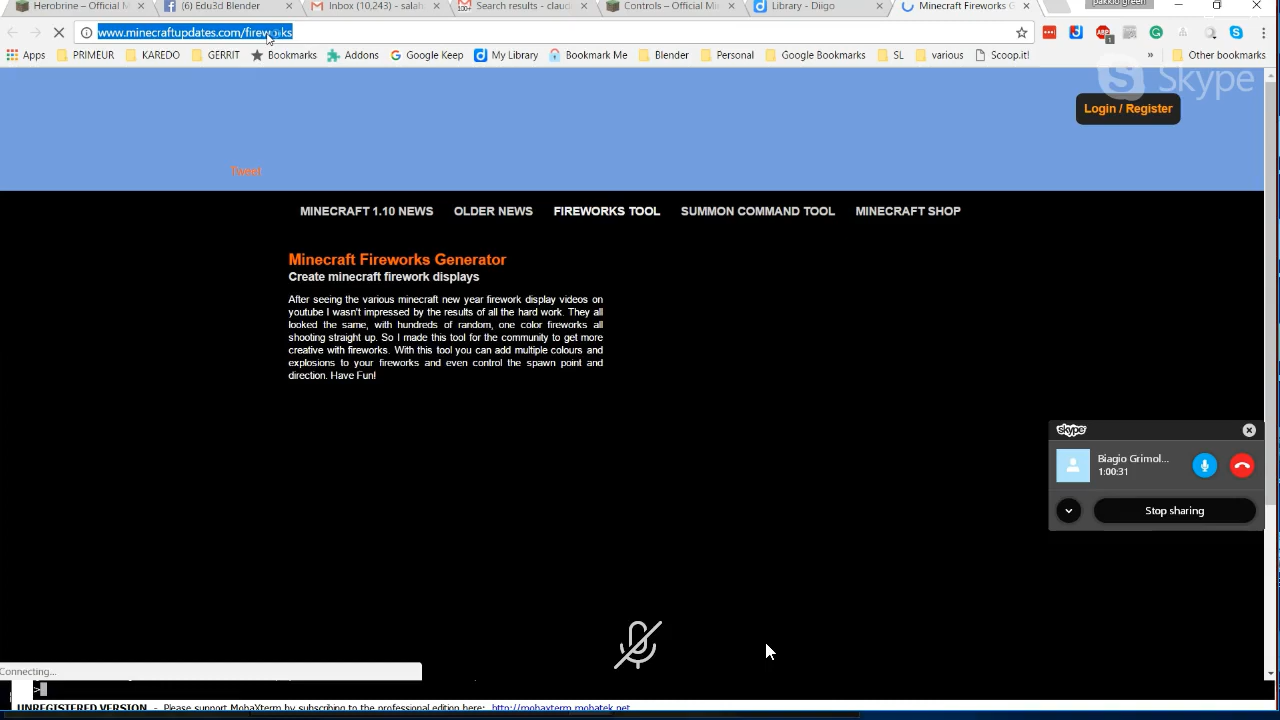 Herobrine – Official M
(6) Edu3d Blender
Inbox (10,243) - salah
Search results - claud
Controls – Official Mi
Library - Diigo
Minecraft Fireworks G
www.minecraftupdates.com/fireworks
Apps
PRIMEUR
KAREDO
GERRIT
Bookmarks
Addons
Google Keep
My Library
Bookmark Me
Blender
Personal
Google Bookmarks
SL
various
Scoop.it!
»
Other bookmarks
Skype
Login / Register
Tweet
MINECRAFT 1.10 NEWS
OLDER NEWS
FIREWORKS TOOL
SUMMON COMMAND TOOL
MINECRAFT SHOP
Minecraft Fireworks Generator
Create minecraft firework displays
After seeing the various minecraft new year firework display videos on
youtube I wasn't impressed by the results of all the hard work. They all
looked the same, with hundreds of random, one color fireworks all
shooting straight up. So I made this tool for the community to get more
creative with fireworks. With this tool you can add multiple colours and
explosions to your fireworks and even control the spawn point and
direction. Have Fun!
skype
Biagio Grimol...
1:00:31
Stop sharing
Connecting...
>
UNREGISTERED VERSION - Please support MobaXterm by subscribing to the professional edition here: http://mobaxterm.mobatek.net